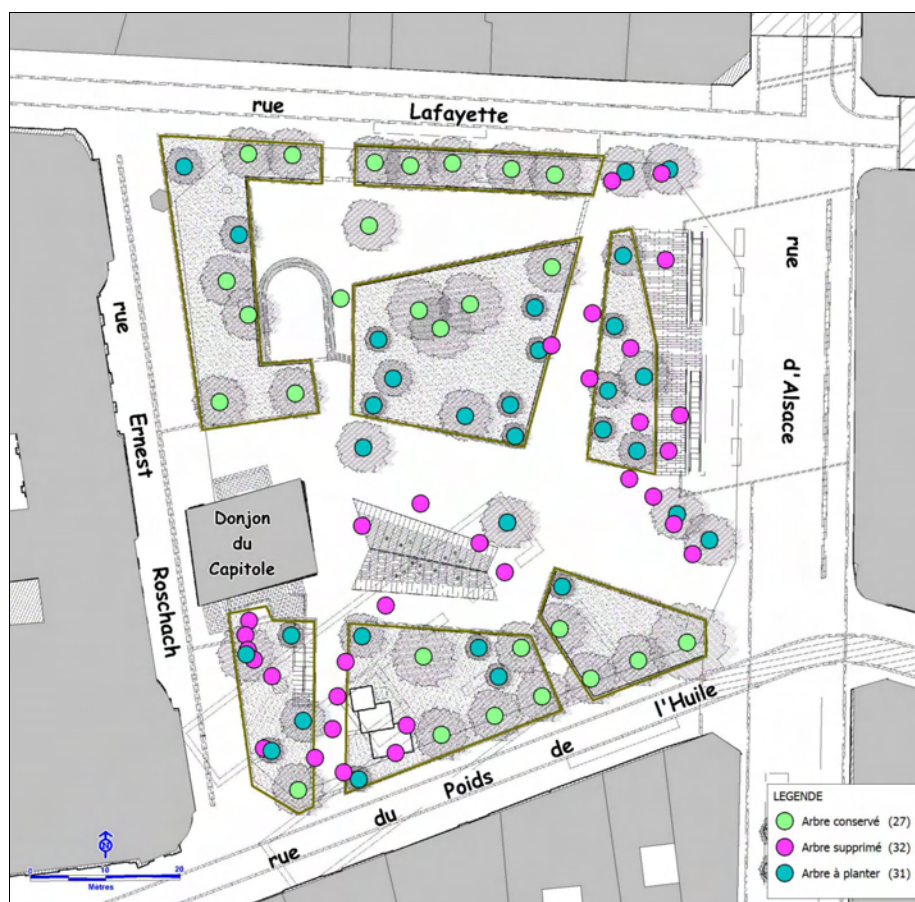 rue Lafayette
rue
d'Alsace
rue
Ernest
Roschach
Donjon
du
Capitole
rue du Poids de l'Huile
N
0 10 20
Mètres
LEGENDE
Arbre conservé (27)
Arbre supprimé (32)
Arbre à planter (31)